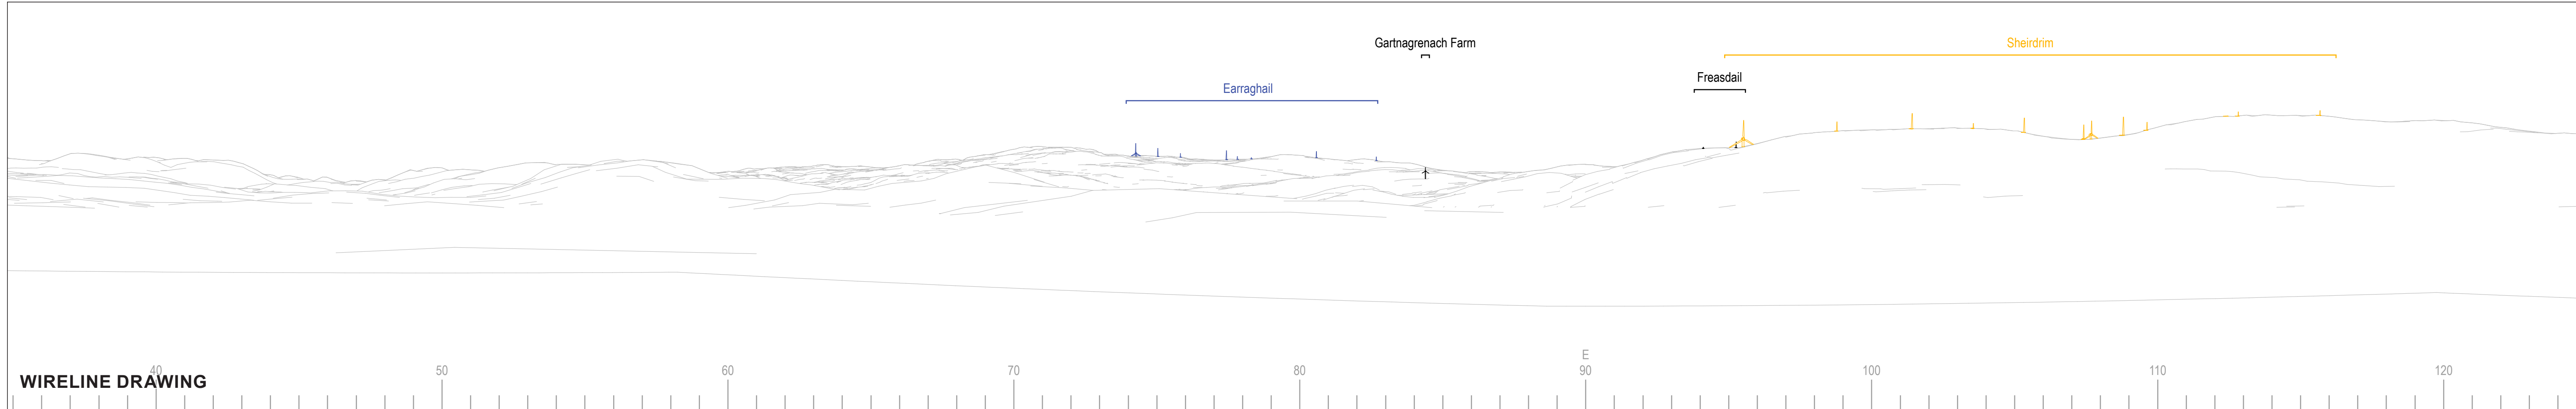 Gartnagrenach Farm
Sheirdrim
Freasdail
Earraghail
E
40 50 60 70 80 90 100 110 120
WIRELINE DRAWING